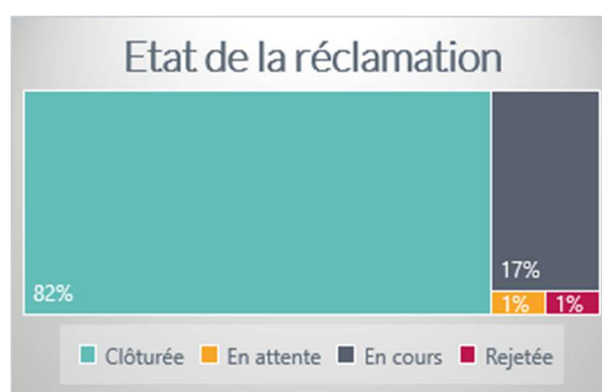 Etat de la réclamation
82%
17%
1% 1%
Clôturée En attente En cours Rejetée